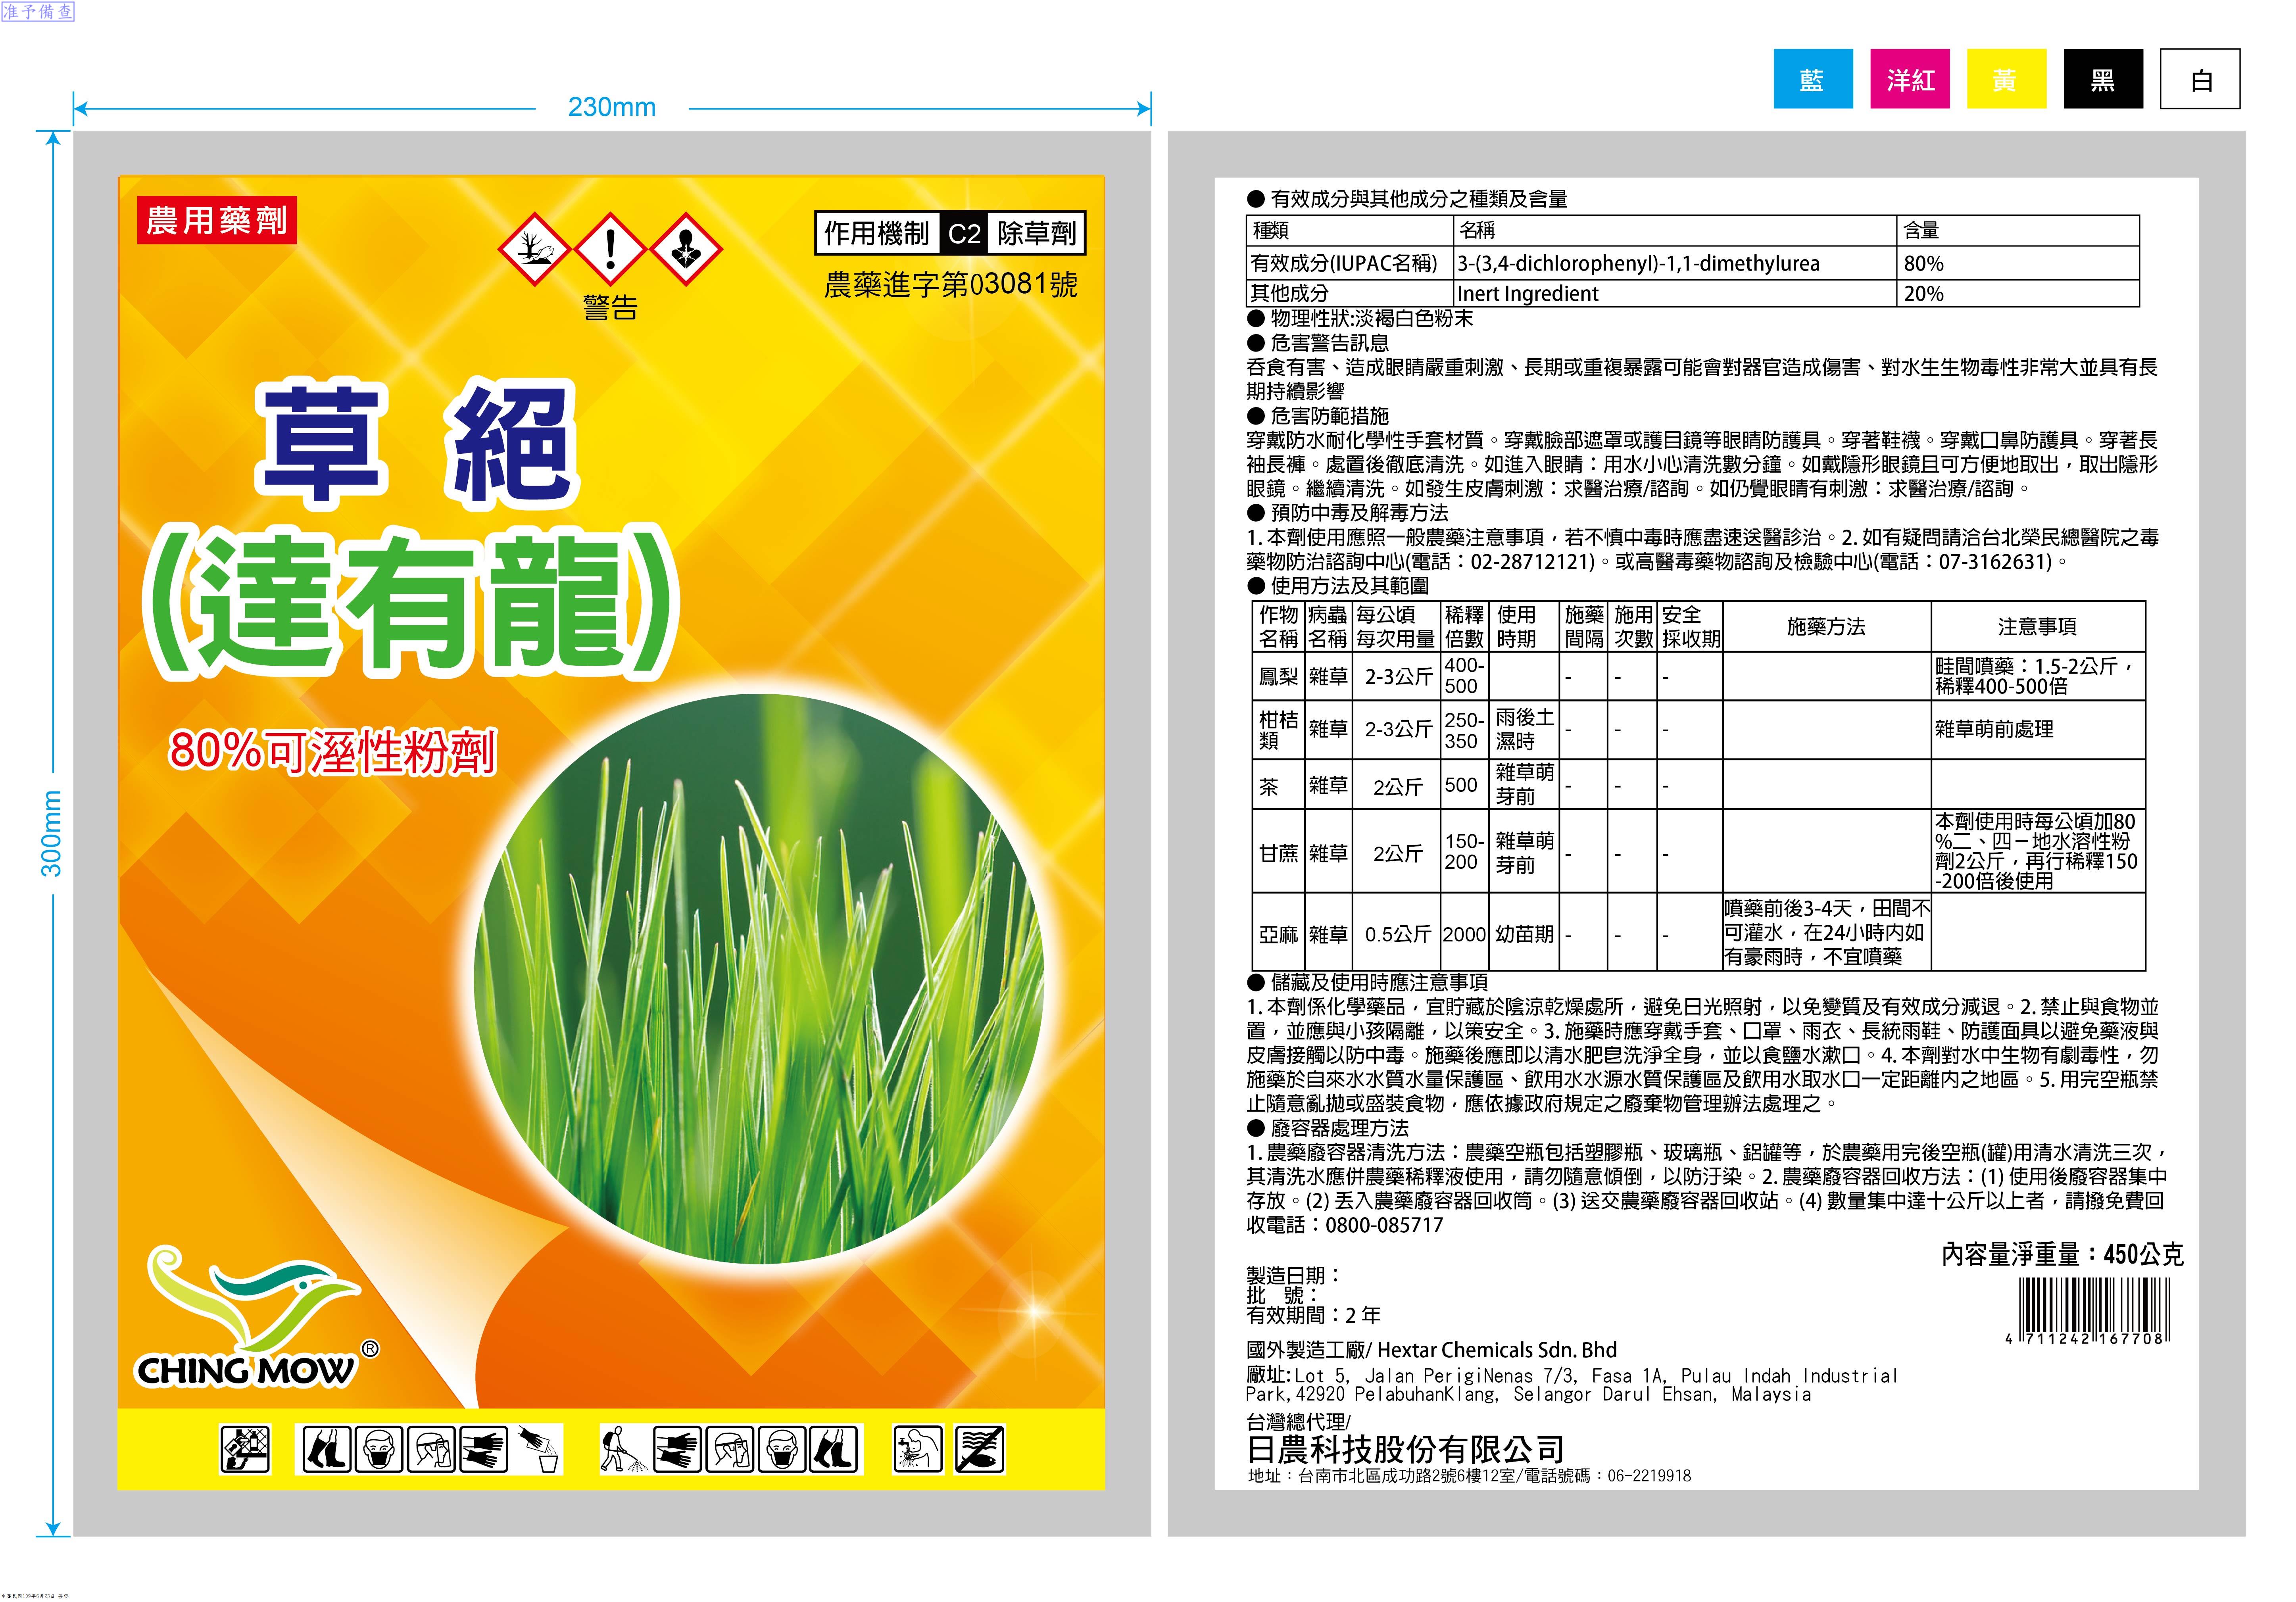 准予備查
藍 洋紅 黃 黑 白
230mm
300mm
農用藥劑
警告
作用機制 C2 除草劑
農藥進字第03081號
草絕
(達有龍)
80%可溼性粉劑
CHING MOW ®
● 有效成分與其他成分之種類及含量
種類 名稱 含量
有效成分(IUPAC名稱) 3-(3,4-dichlorophenyl)-1,1-dimethylurea 80%
其他成分 Inert Ingredient 20%
● 物理性狀:淡褐白色粉末
● 危害警告訊息
吞食有害、造成眼睛嚴重刺激、長期或重複暴露可能會對器官造成傷害、對水生生物毒性非常大並具有長
期持續影響
● 危害防範措施
穿戴防水耐化學性手套材質。穿戴臉部遮罩或護目鏡等眼睛防護具。穿著鞋襪。穿戴口鼻防護具。穿著長
袖長褲。處置後徹底清洗。如進入眼睛：用水小心清洗數分鐘。如戴隱形眼鏡且可方便地取出，取出隱形
眼鏡。繼續清洗。如發生皮膚刺激：求醫治療/諮詢。如仍覺眼睛有刺激：求醫治療/諮詢。
● 預防中毒及解毒方法
1. 本劑使用應照一般農藥注意事項，若不慎中毒時應盡速送醫診治。2. 如有疑問請洽台北榮民總醫院之毒
藥物防治諮詢中心(電話：02-28712121)。或高醫毒藥物諮詢及檢驗中心(電話：07-3162631)。
● 使用方法及其範圍
作物名稱 病蟲名稱 每公頃每次用量 稀釋倍數 使用時期 施藥間隔 施用次數 安全採收期 施藥方法 注意事項
鳳梨 雜草 2-3公斤 400-500 - - - 畦間噴藥：1.5-2公斤，稀釋400-500倍
柑桔類 雜草 2-3公斤 250-350 雨後土濕時 - - - 雜草萌前處理
茶 雜草 2公斤 500 雜草萌芽前 - - -
甘蔗 雜草 2公斤 150-200 雜草萌芽前 - - - 本劑使用時每公頃加80%二、四－地水溶性粉劑2公斤，再行稀釋150-200倍後使用
亞麻 雜草 0.5公斤 2000 幼苗期 - - - 噴藥前後3-4天，田間不可灌水，在24小時內如有豪雨時，不宜噴藥
● 儲藏及使用時應注意事項
1. 本劑係化學藥品，宜貯藏於陰涼乾燥處所，避免日光照射，以免變質及有效成分減退。2. 禁止與食物並
置，並應與小孩隔離，以策安全。3. 施藥時應穿戴手套、口罩、雨衣、長統雨鞋、防護面具以避免藥液與
皮膚接觸以防中毒。施藥後應即以清水肥皂洗淨全身，並以食鹽水漱口。4. 本劑對水中生物有劇毒性，勿
施藥於自來水水質水量保護區、飲用水水源水質保護區及飲用水取水口一定距離內之地區。5. 用完空瓶禁
止隨意亂拋或盛裝食物，應依據政府規定之廢棄物管理辦法處理之。
● 廢容器處理方法
1. 農藥廢容器清洗方法：農藥空瓶包括塑膠瓶、玻璃瓶、鋁罐等，於農藥用完後空瓶(罐)用清水清洗三次，
其清洗水應併農藥稀釋液使用，請勿隨意傾倒，以防汙染。2. 農藥廢容器回收方法：(1) 使用後廢容器集中
存放。(2) 丟入農藥廢容器回收筒。(3) 送交農藥廢容器回收站。(4) 數量集中達十公斤以上者，請撥免費回
收電話：0800-085717
內容量淨重量：450公克
4 711242 167708
製造日期：
批 號：
有效期間：2 年
國外製造工廠/ Hextar Chemicals Sdn. Bhd
廠址:Lot 5, Jalan PerigiNenas 7/3, Fasa 1A, Pulau Indah Industrial
Park,42920 PelabuhanKlang, Selangor Darul Ehsan, Malaysia
台灣總代理/
日農科技股份有限公司
地址：台南市北區成功路2號6樓12室/電話號碼：06-2219918